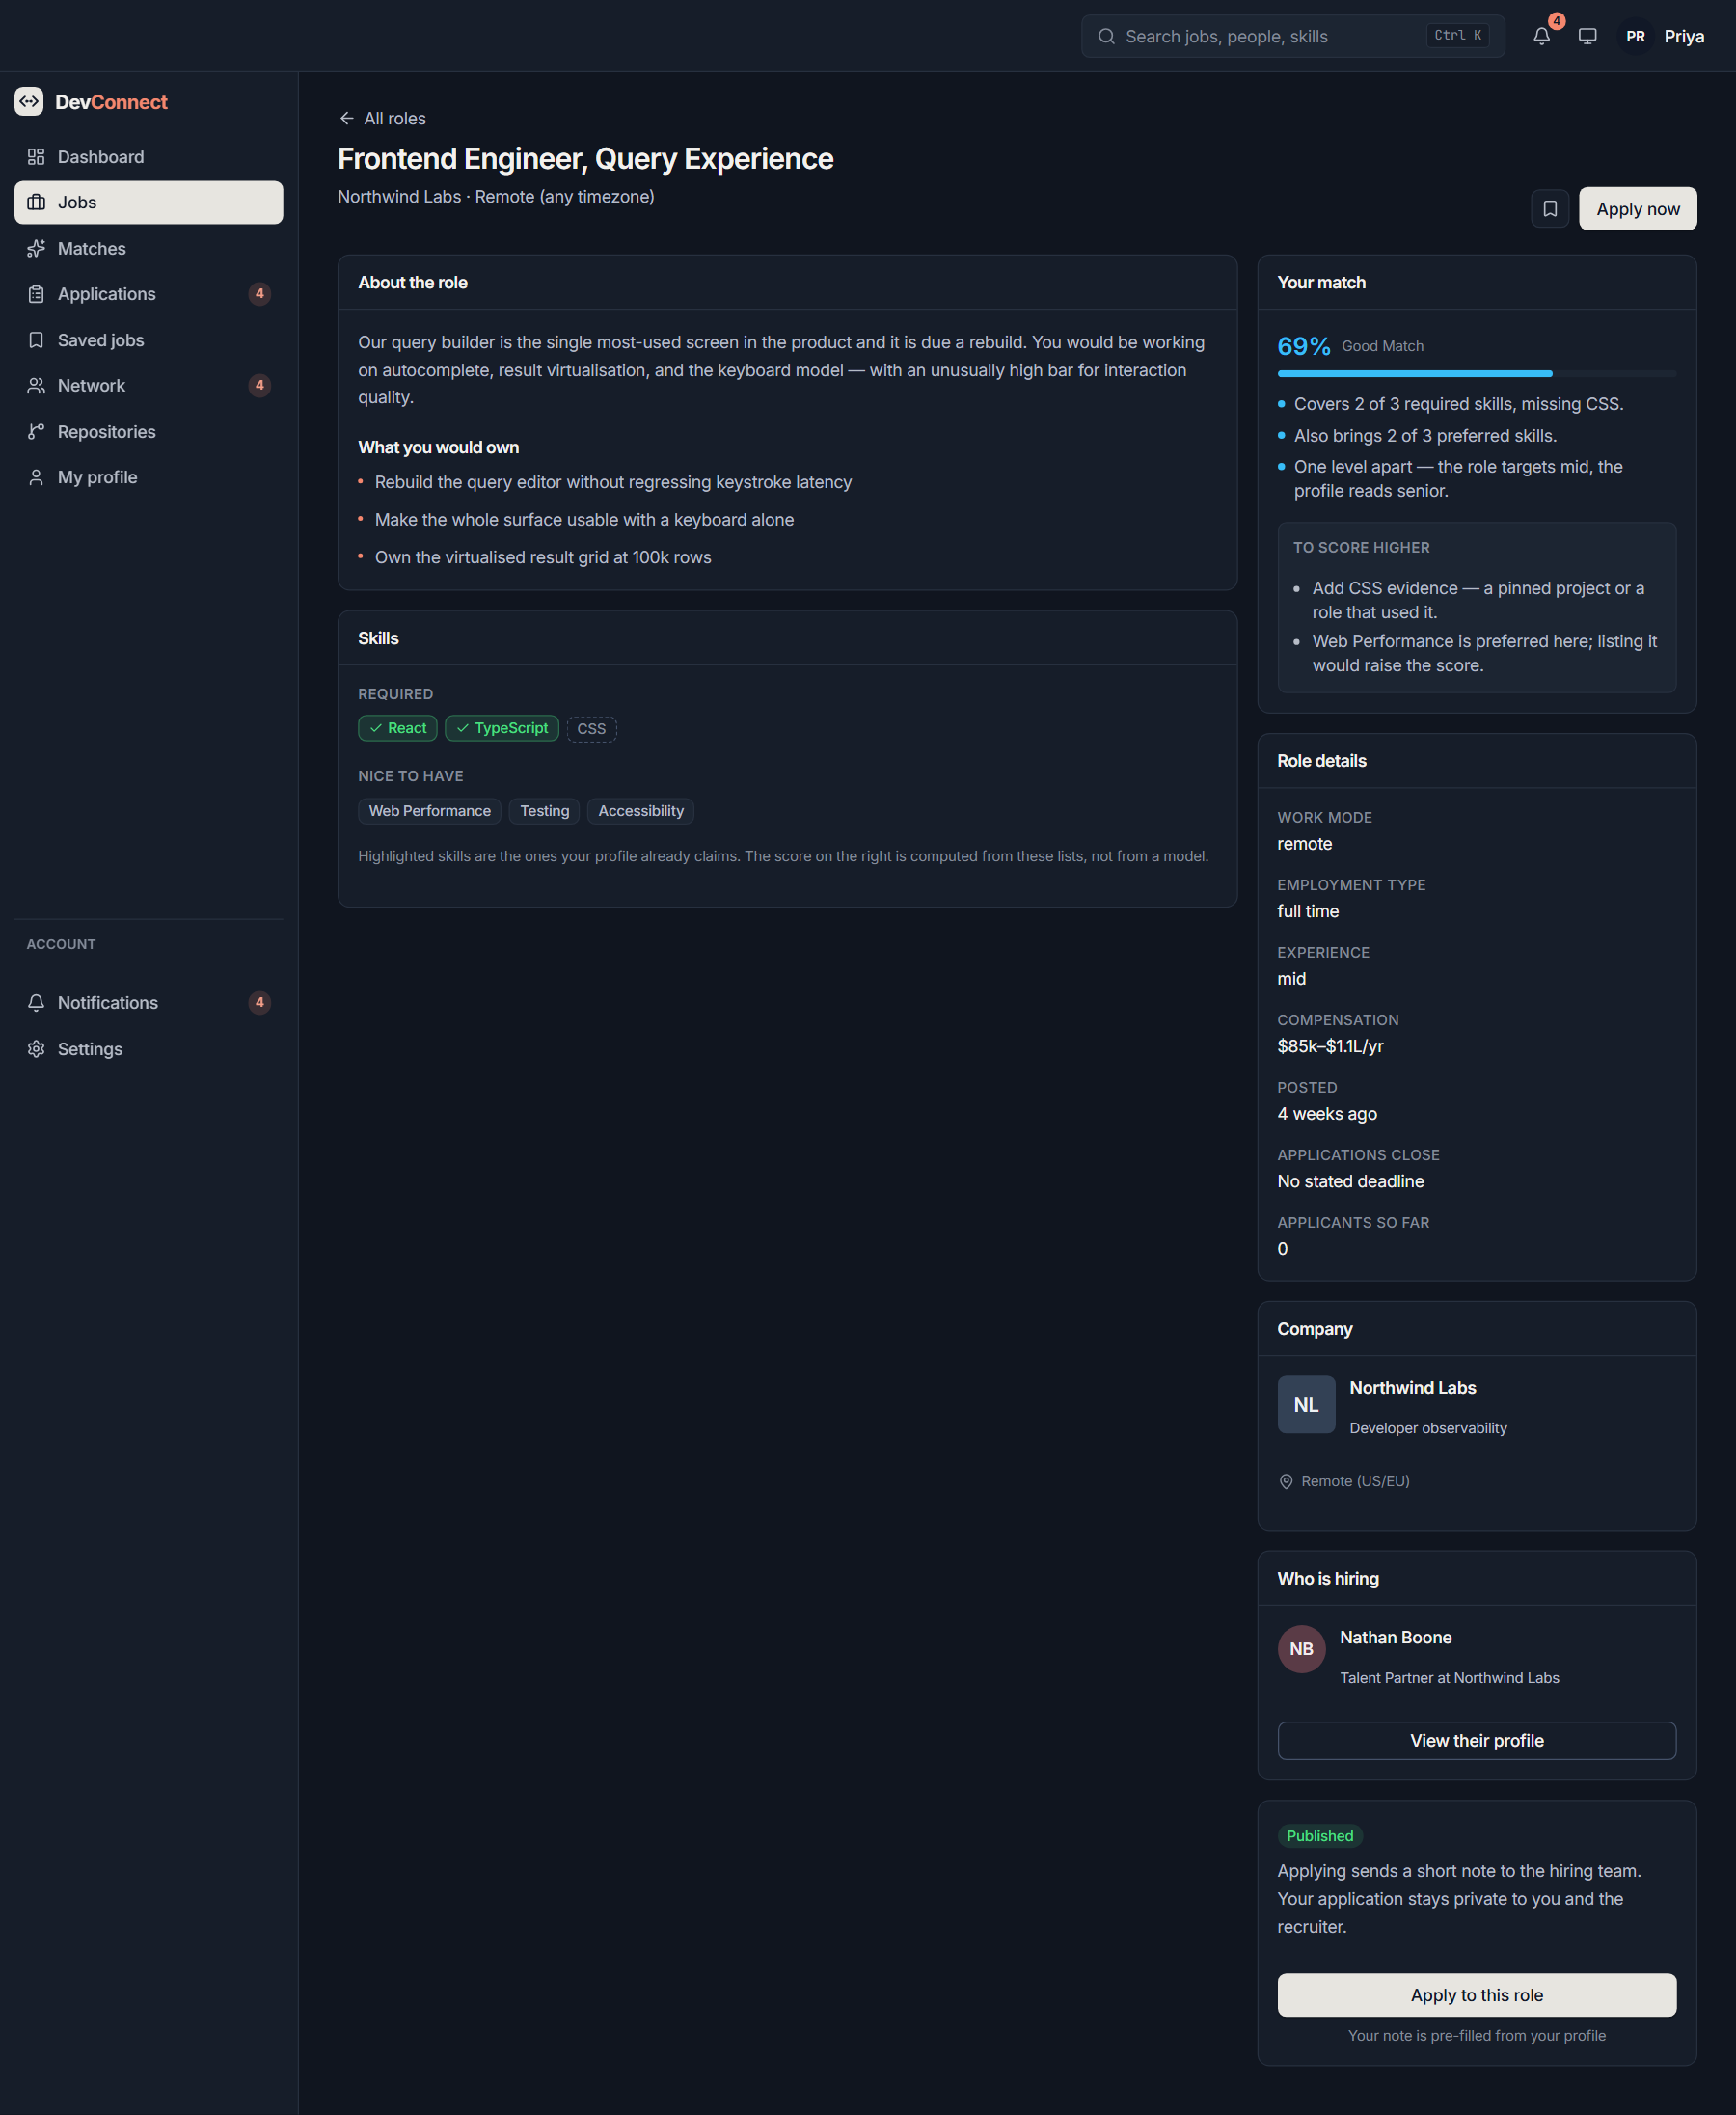 Search jobs, people, skills
Ctrl K
4
PR
Priya
DevConnect
Dashboard
Jobs
Matches
Applications
4
Saved jobs
Network
4
Repositories
My profile
ACCOUNT
Notifications
4
Settings
All roles
Frontend Engineer, Query Experience
Northwind Labs · Remote (any timezone)
Apply now
About the role
Our query builder is the single most-used screen in the product and it is due a rebuild. You would be working
on autocomplete, result virtualisation, and the keyboard model — with an unusually high bar for interaction
quality.
What you would own
• Rebuild the query editor without regressing keystroke latency
• Make the whole surface usable with a keyboard alone
• Own the virtualised result grid at 100k rows
Skills
REQUIRED
React
TypeScript
CSS
NICE TO HAVE
Web Performance
Testing
Accessibility
Highlighted skills are the ones your profile already claims. The score on the right is computed from these lists, not from a model.
Your match
69% Good Match
• Covers 2 of 3 required skills, missing CSS.
• Also brings 2 of 3 preferred skills.
• One level apart — the role targets mid, the
profile reads senior.
TO SCORE HIGHER
• Add CSS evidence — a pinned project or a
role that used it.
• Web Performance is preferred here; listing it
would raise the score.
Role details
WORK MODE
remote
EMPLOYMENT TYPE
full time
EXPERIENCE
mid
COMPENSATION
$85k–$1.1L/yr
POSTED
4 weeks ago
APPLICATIONS CLOSE
No stated deadline
APPLICANTS SO FAR
0
Company
NL
Northwind Labs
Developer observability
Remote (US/EU)
Who is hiring
NB
Nathan Boone
Talent Partner at Northwind Labs
View their profile
Published
Applying sends a short note to the hiring team.
Your application stays private to you and the
recruiter.
Apply to this role
Your note is pre-filled from your profile